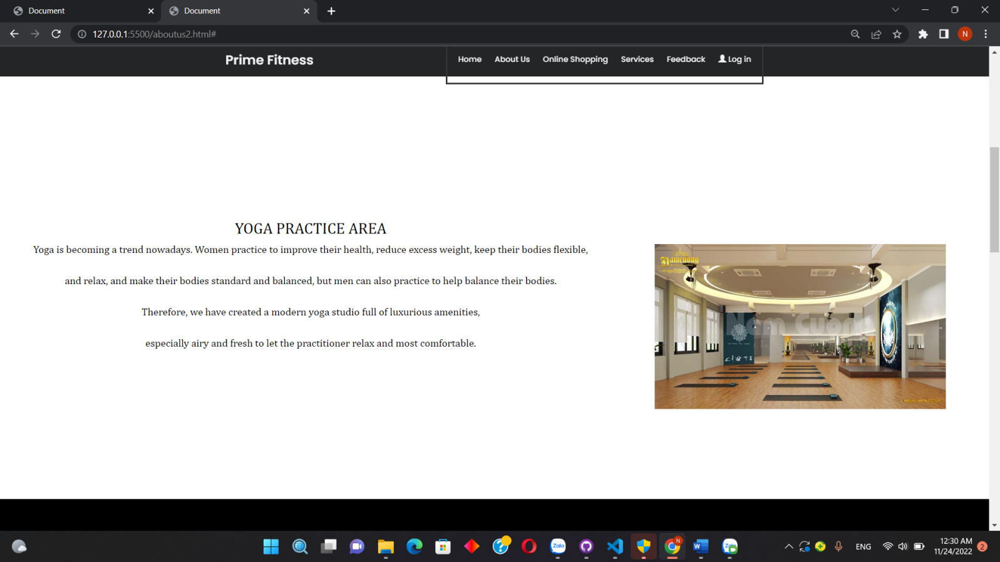 Document
Document
127.0.0.1:5500/aboutus2.html#
N
Prime Fitness
Home About Us Online Shopping Services Feedback Log in
YOGA PRACTICE AREA
Yoga is becoming a trend nowadays. Women practice to improve their health, reduce excess weight, keep their bodies flexible,
and relax, and make their bodies standard and balanced, but men can also practice to help balance their bodies.
Therefore, we have created a modern yoga studio full of luxurious amenities,
especially airy and fresh to let the practitioner relax and most comfortable.
Nam Cuong
Zalo
N
W
ENG
12:30 AM
11/24/2022
2